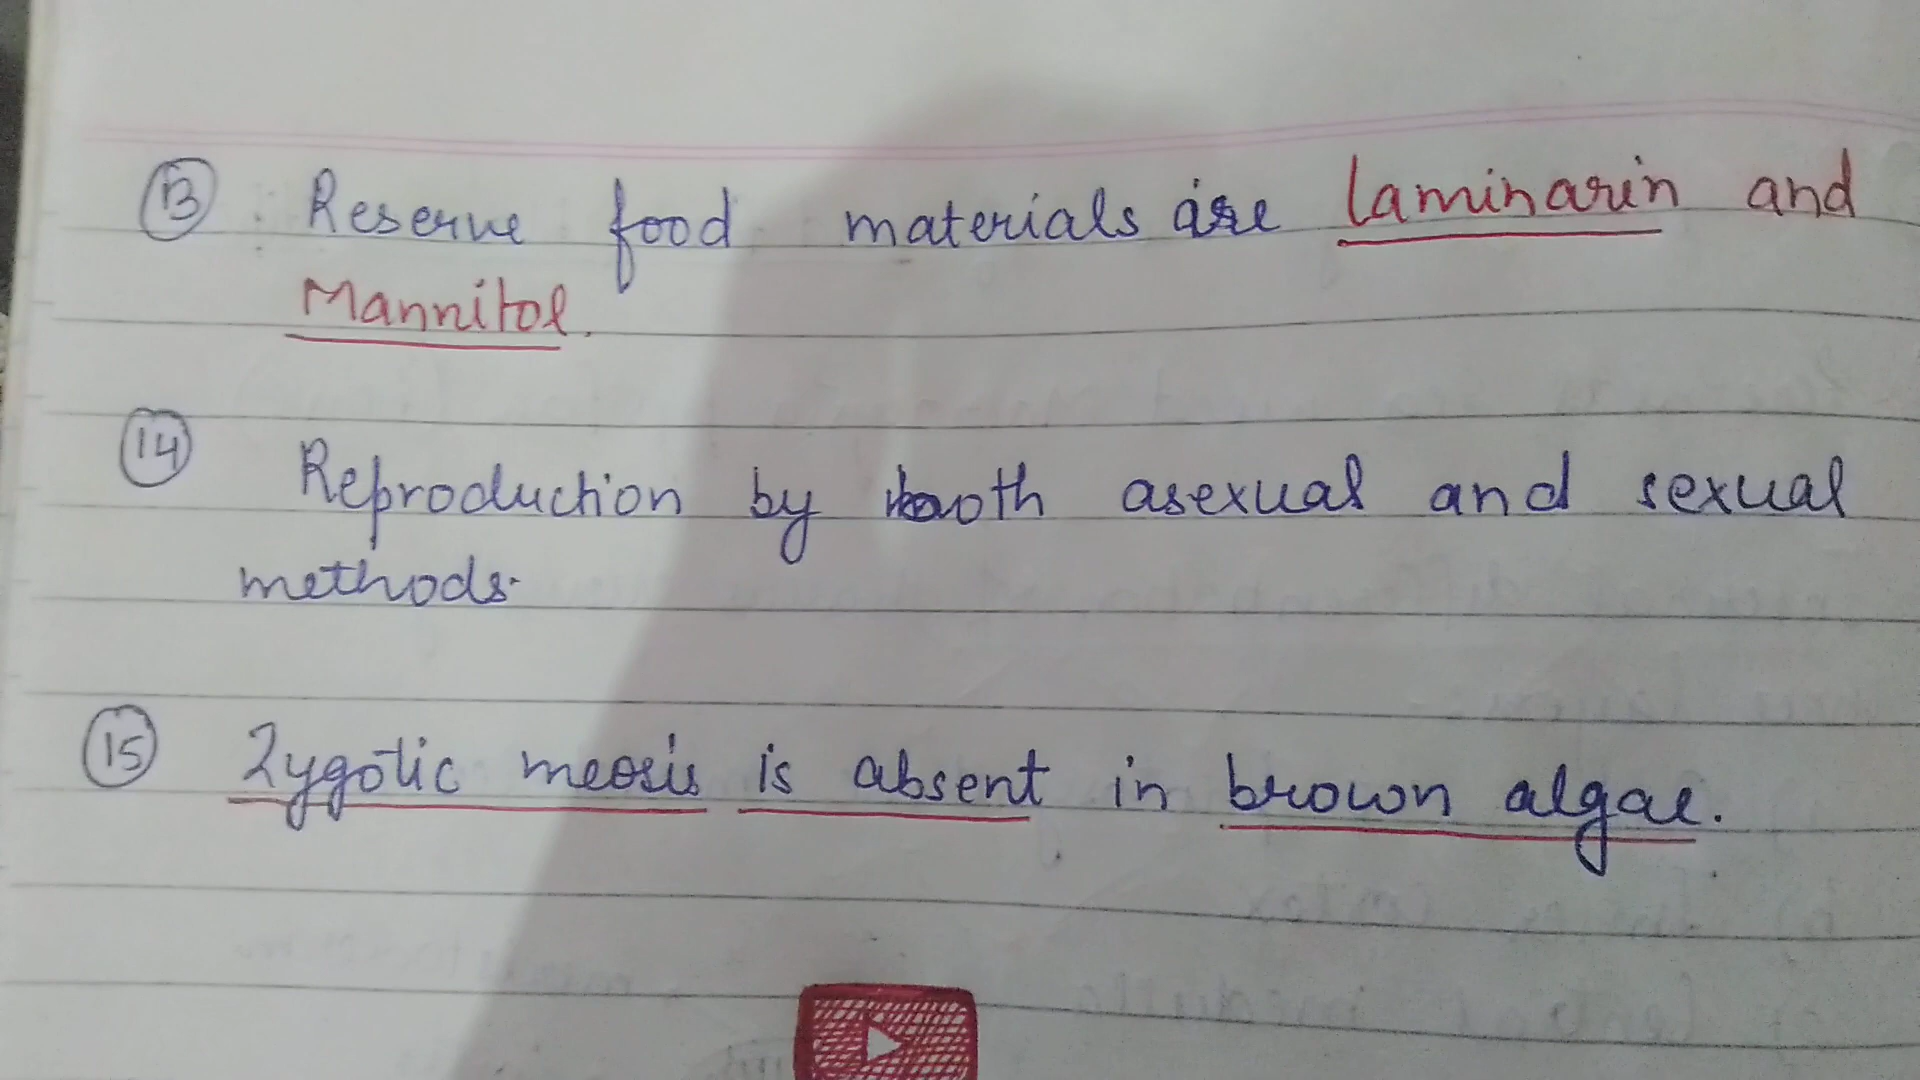 13 Reserve food materials are laminarin and
Mannitol.
14 Reproduction by both asexual and sexual
methods.
15 Zygotic meosis is absent in brown algae.